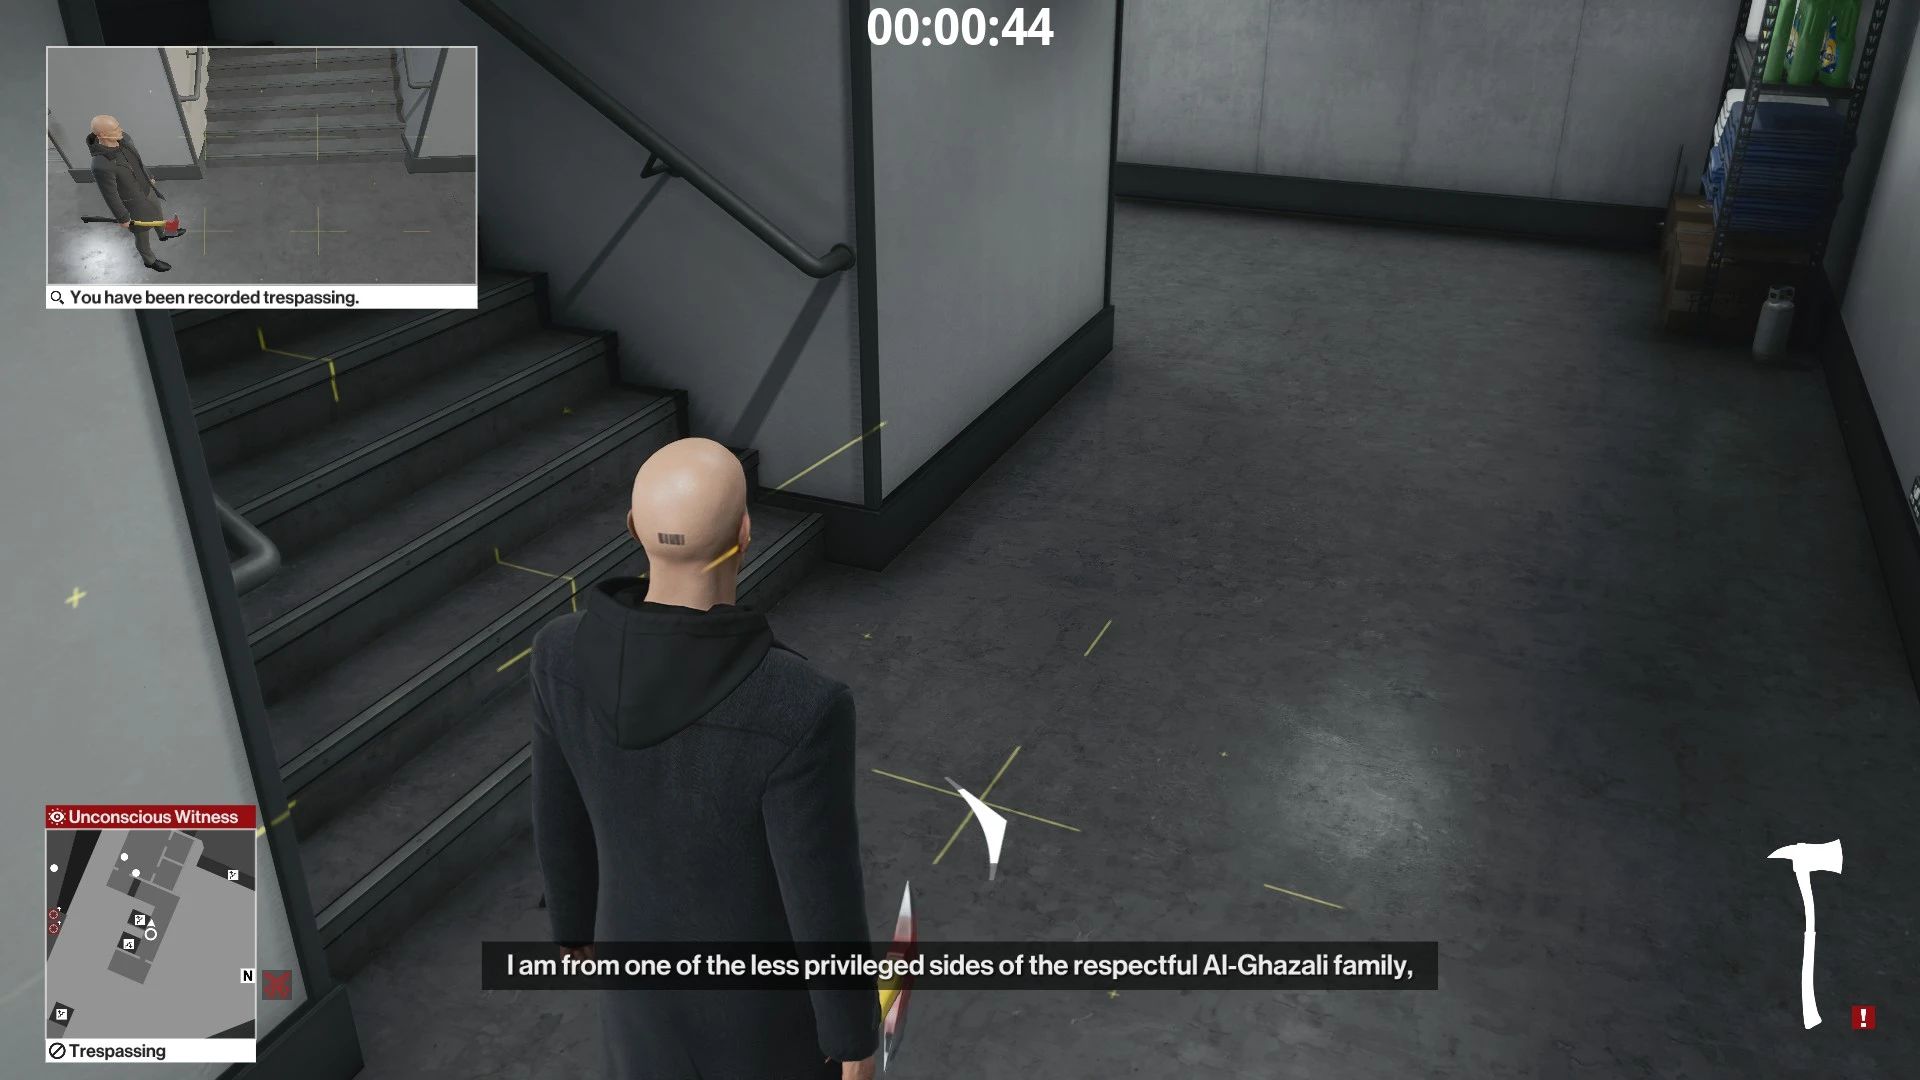 00:00:44
You have been recorded trespassing.
Unconscious Witness
N
Trespassing
I am from one of the less privileged sides of the respectful Al-Ghazali family,
!